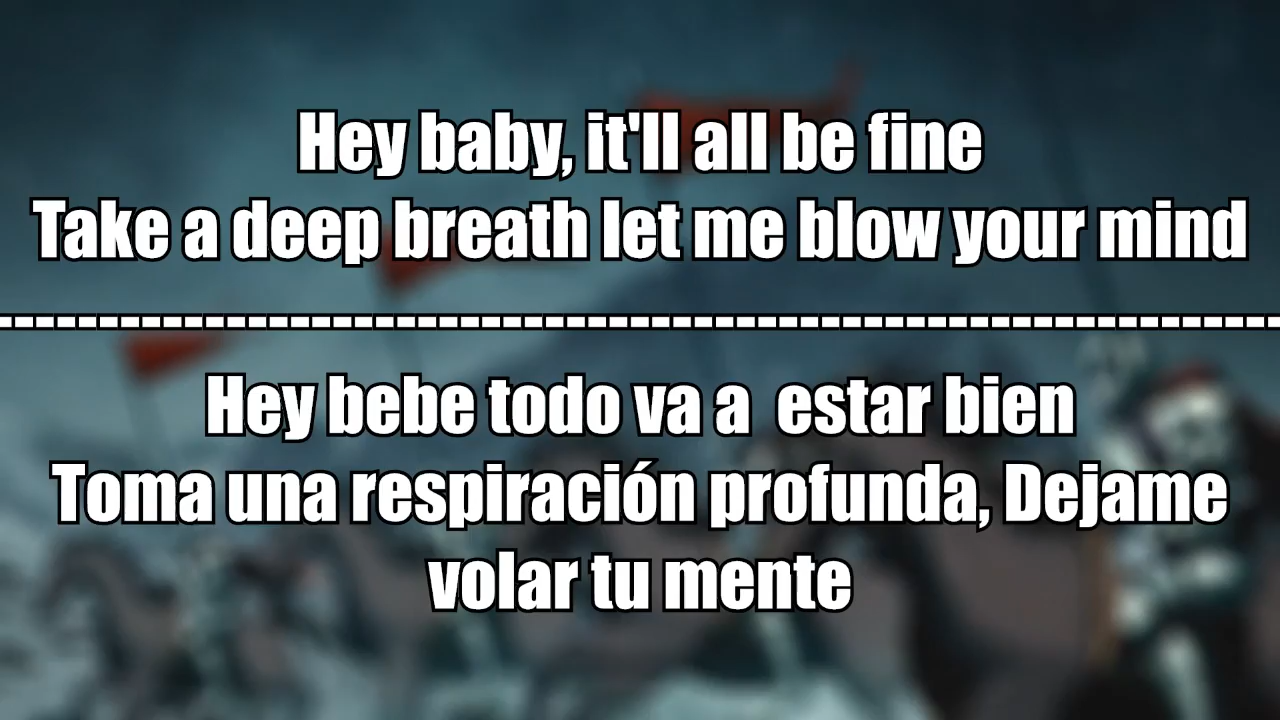 Hey baby, it'll all be fine
Take a deep breath let me blow your mind
Hey bebe todo va a estar bien
Toma una respiración profunda, Dejame
volar tu mente